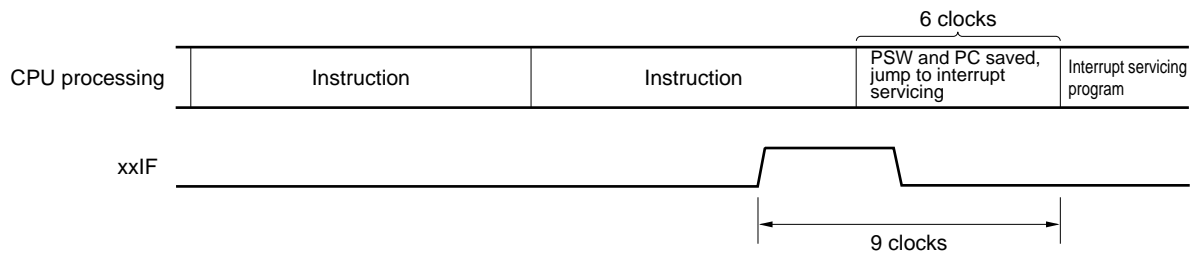 6 clocks
CPU processing
Instruction
Instruction
PSW and PC saved,
jump to interrupt
servicing
Interrupt servicing
program
xxIF
9 clocks